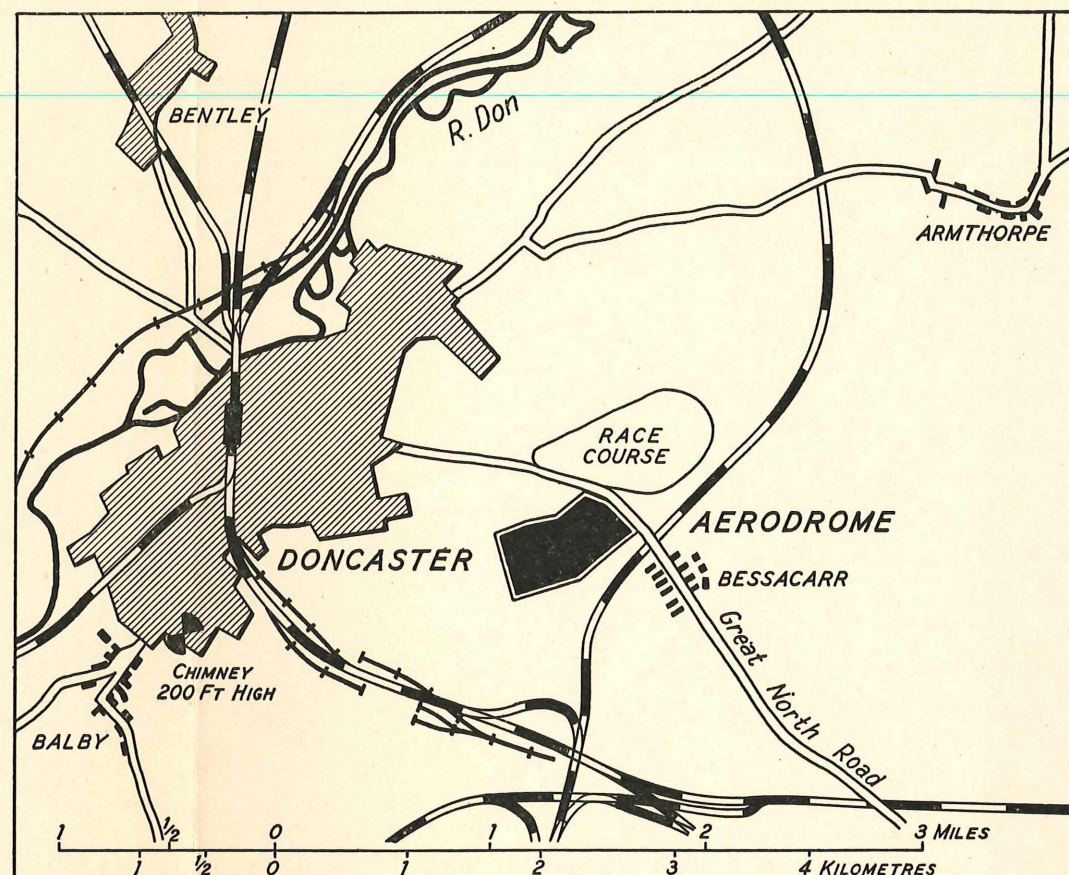 BENTLEY
R. Don
ARMTHORPE
RACE
COURSE
AERODROME
DONCASTER
BESSACARR
Great North Road
CHIMNEY
200 FT HIGH
BALBY
1 1/2 0 1 2 3 MILES
1 1/2 0 1 2 3 4 KILOMETRES